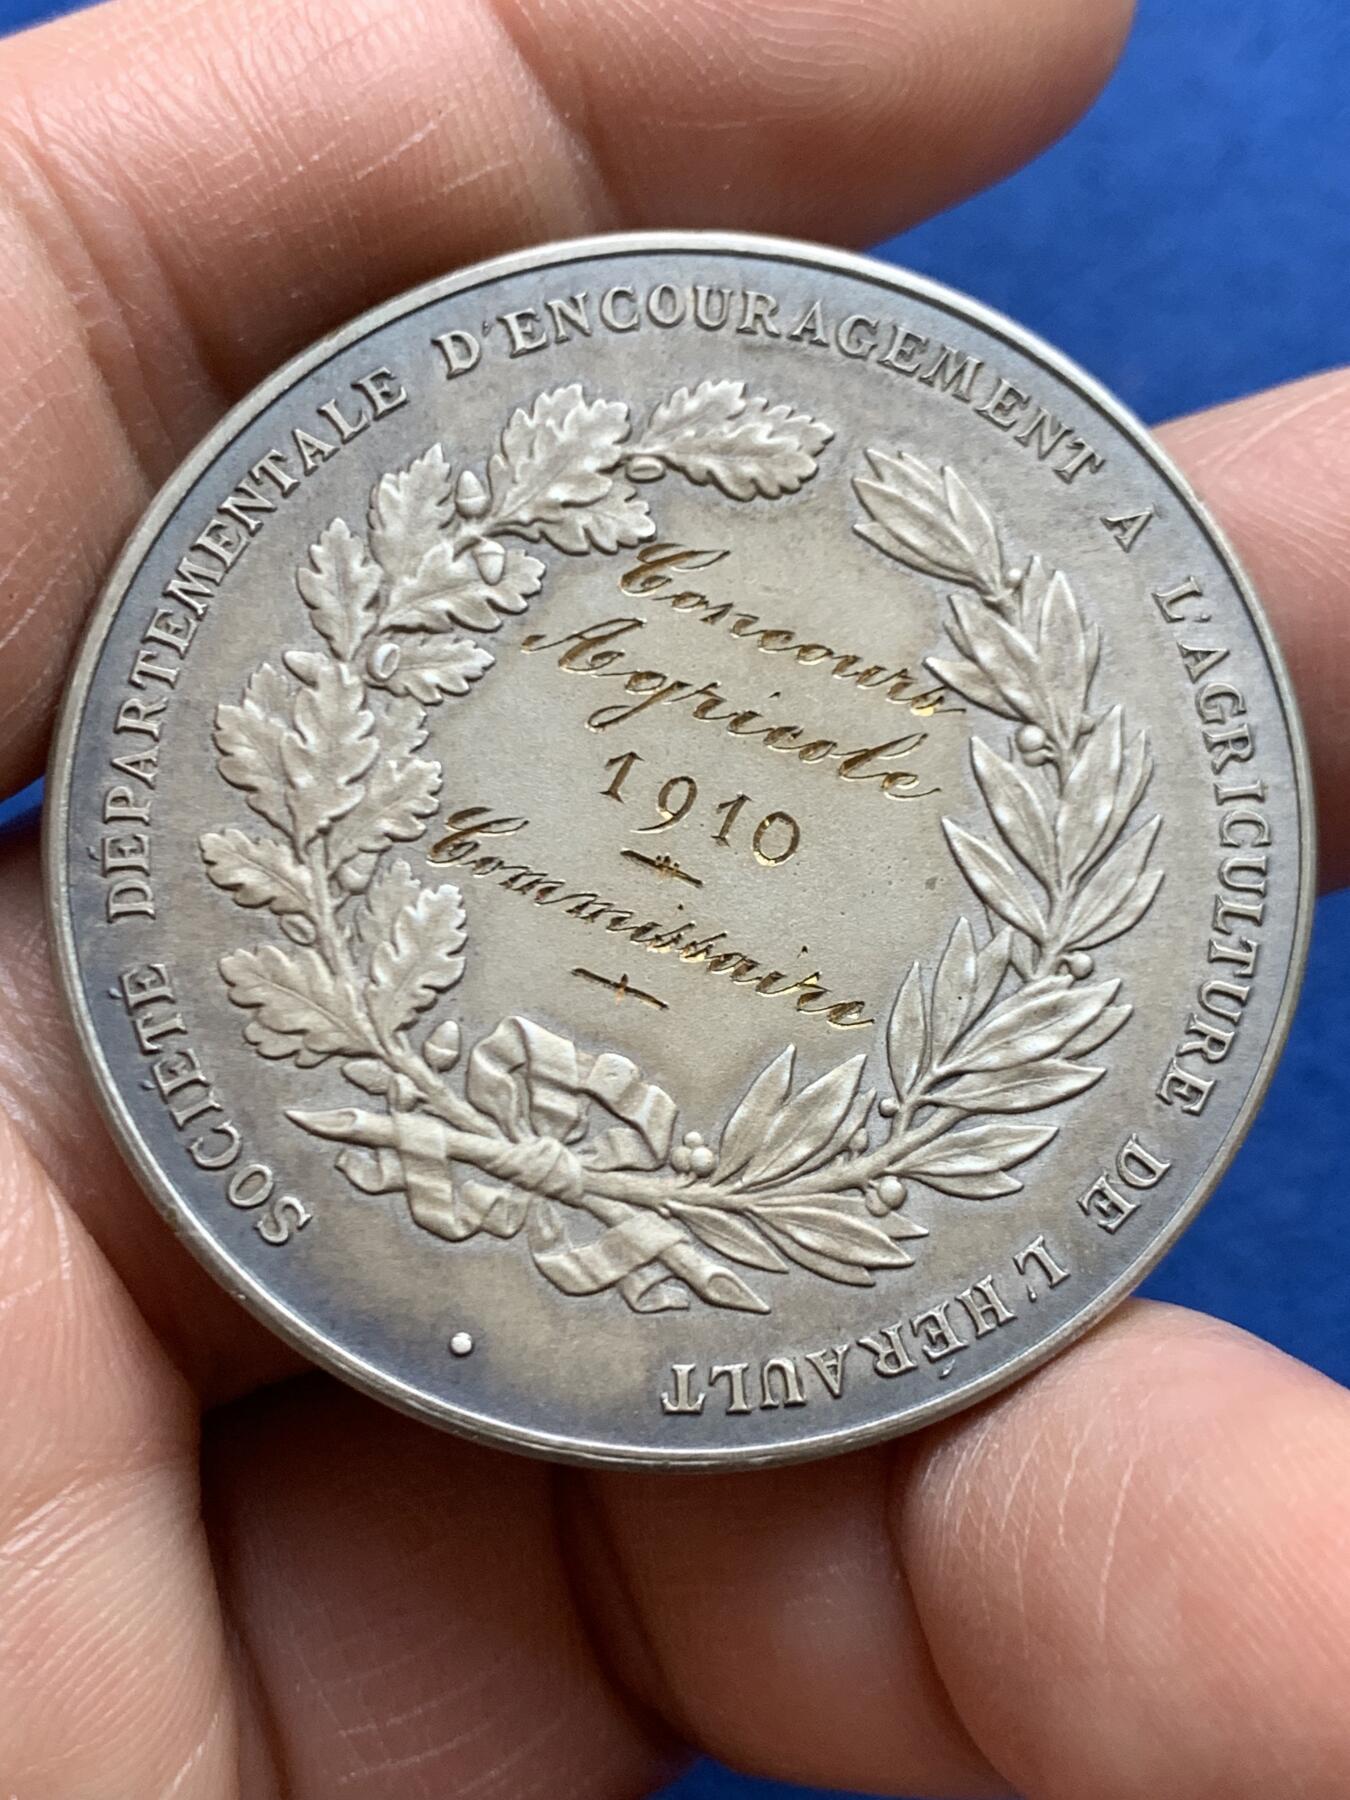 SOCIÉTÉ DÉPARTEMENTALE D'ENCOURAGEMENT A L'AGRICULTURE DE L'HÉRAULT
Concours
Agricole
1910
Commissaire